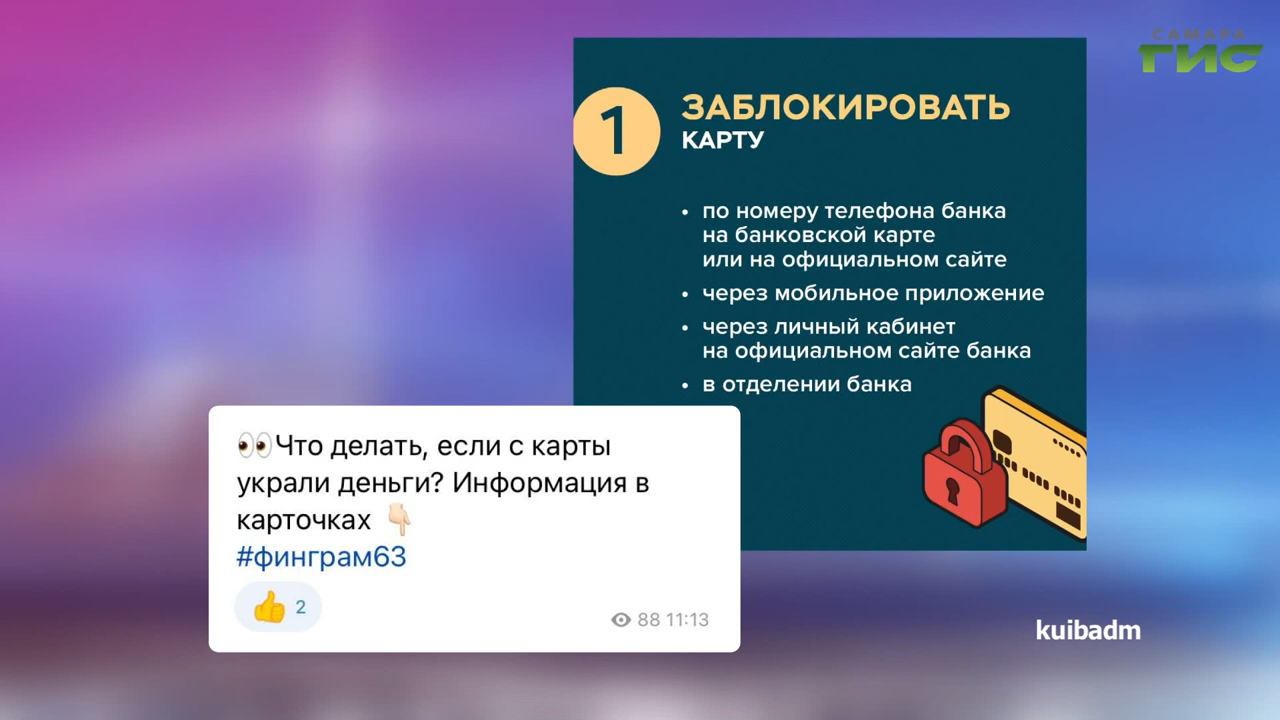 САМАРА
ГИС
1
ЗАБЛОКИРОВАТЬ
КАРТУ
• по номеру телефона банка
на банковской карте
или на официальном сайте
• через мобильное приложение
• через личный кабинет
на официальном сайте банка
• в отделении банка
👀Что делать, если с карты
украли деньги? Информация в
карточках 👇🏻
#финграм63
👍 2
88 11:13
kuibadm